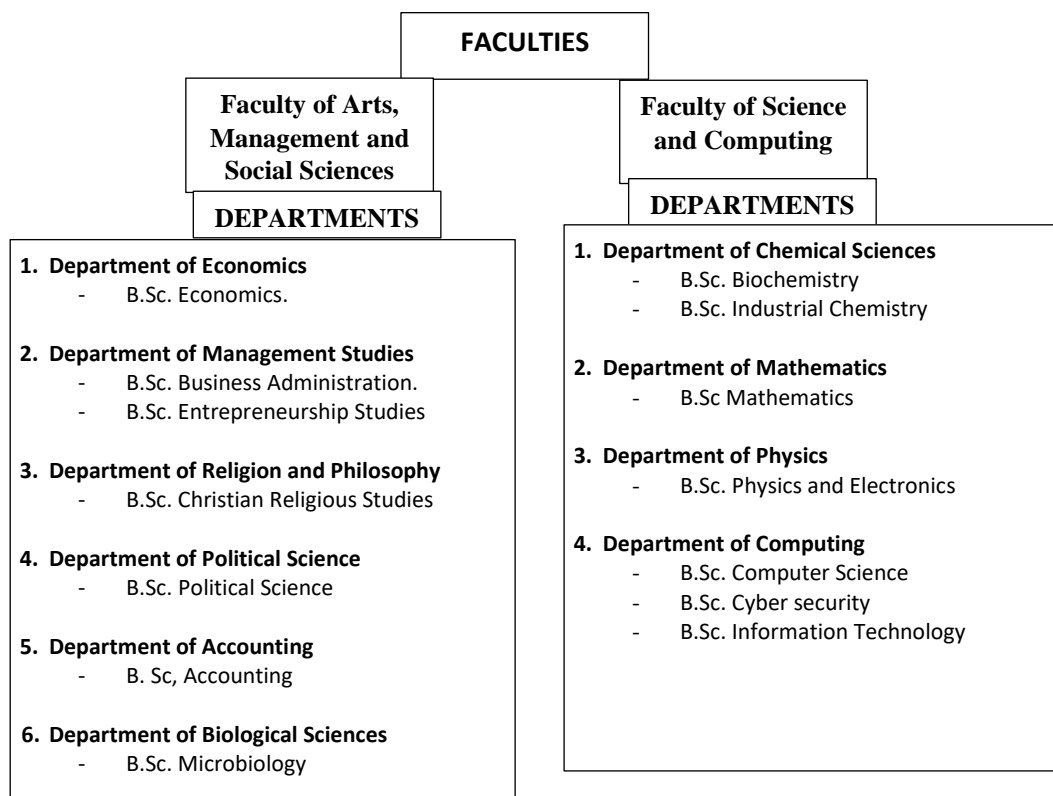 FACULTIES
Faculty of Arts,
Management and
Social Sciences
DEPARTMENTS
1. Department of Economics
- B.Sc. Economics.
2. Department of Management Studies
- B.Sc. Business Administration.
- B.Sc. Entrepreneurship Studies
3. Department of Religion and Philosophy
- B.Sc. Christian Religious Studies
4. Department of Political Science
- B.Sc. Political Science
5. Department of Accounting
- B. Sc, Accounting
6. Department of Biological Sciences
- B.Sc. Microbiology
Faculty of Science
and Computing
DEPARTMENTS
1. Department of Chemical Sciences
- B.Sc. Biochemistry
- B.Sc. Industrial Chemistry
2. Department of Mathematics
- B.Sc Mathematics
3. Department of Physics
- B.Sc. Physics and Electronics
4. Department of Computing
- B.Sc. Computer Science
- B.Sc. Cyber security
- B.Sc. Information Technology